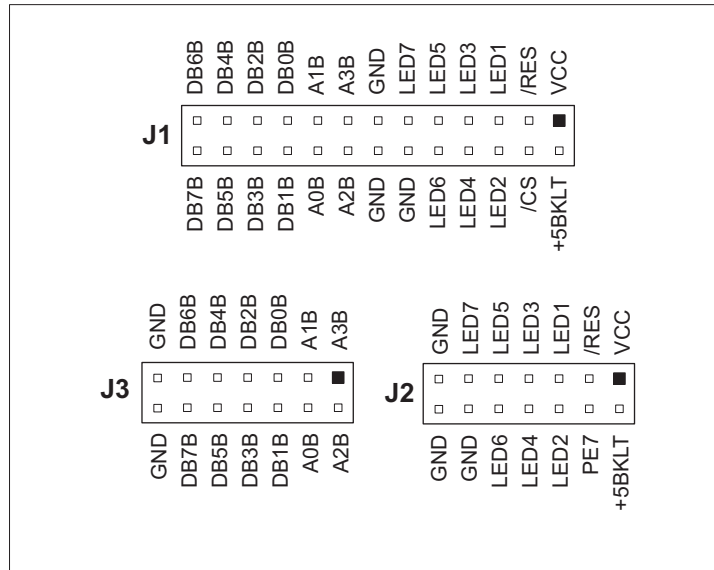 DB6B DB4B DB2B DB0B A1B A3B GND LED7 LED5 LED3 LED1 /RES VCC
J1
DB7B DB5B DB3B DB1B A0B A2B GND GND LED6 LED4 LED2 /CS +5BKLT
GND DB6B DB4B DB2B DB0B A1B A3B
J3
GND DB7B DB5B DB3B DB1B A0B A2B
GND LED7 LED5 LED3 LED1 /RES VCC
J2
GND GND LED6 LED4 LED2 PE7 +5BKLT